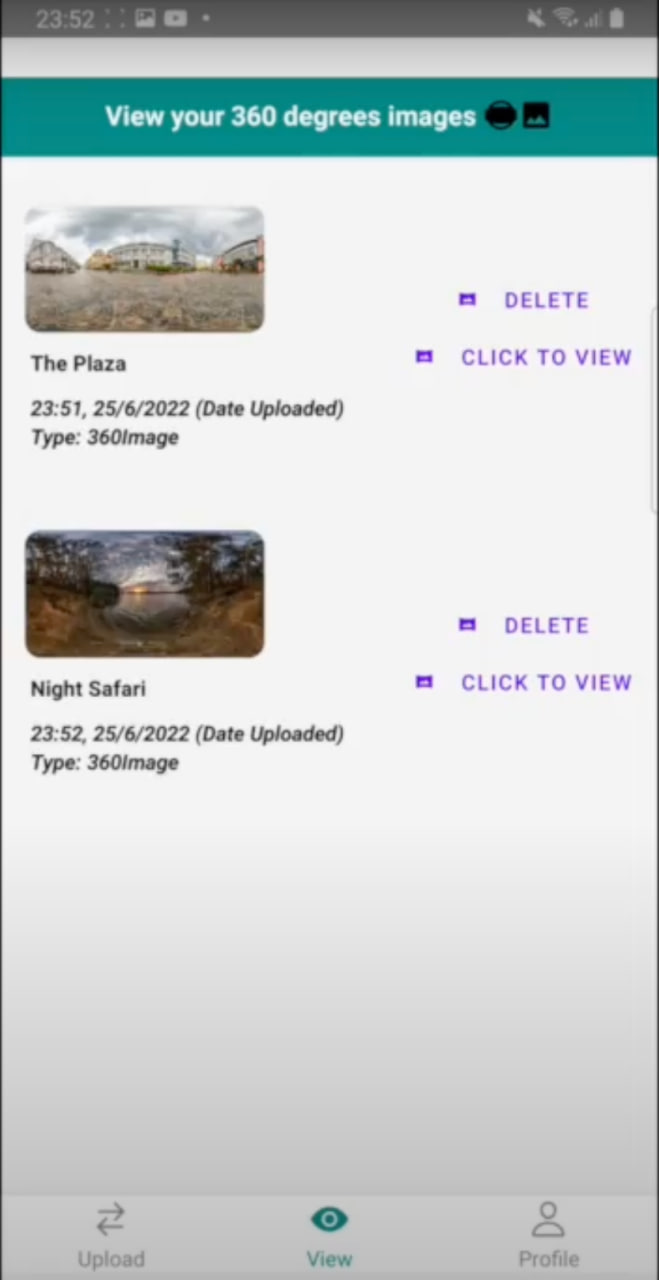 23:52
View your 360 degrees images
DELETE
CLICK TO VIEW
The Plaza
23:51, 25/6/2022 (Date Uploaded)
Type: 360Image
DELETE
CLICK TO VIEW
Night Safari
23:52, 25/6/2022 (Date Uploaded)
Type: 360Image
Upload
View
Profile